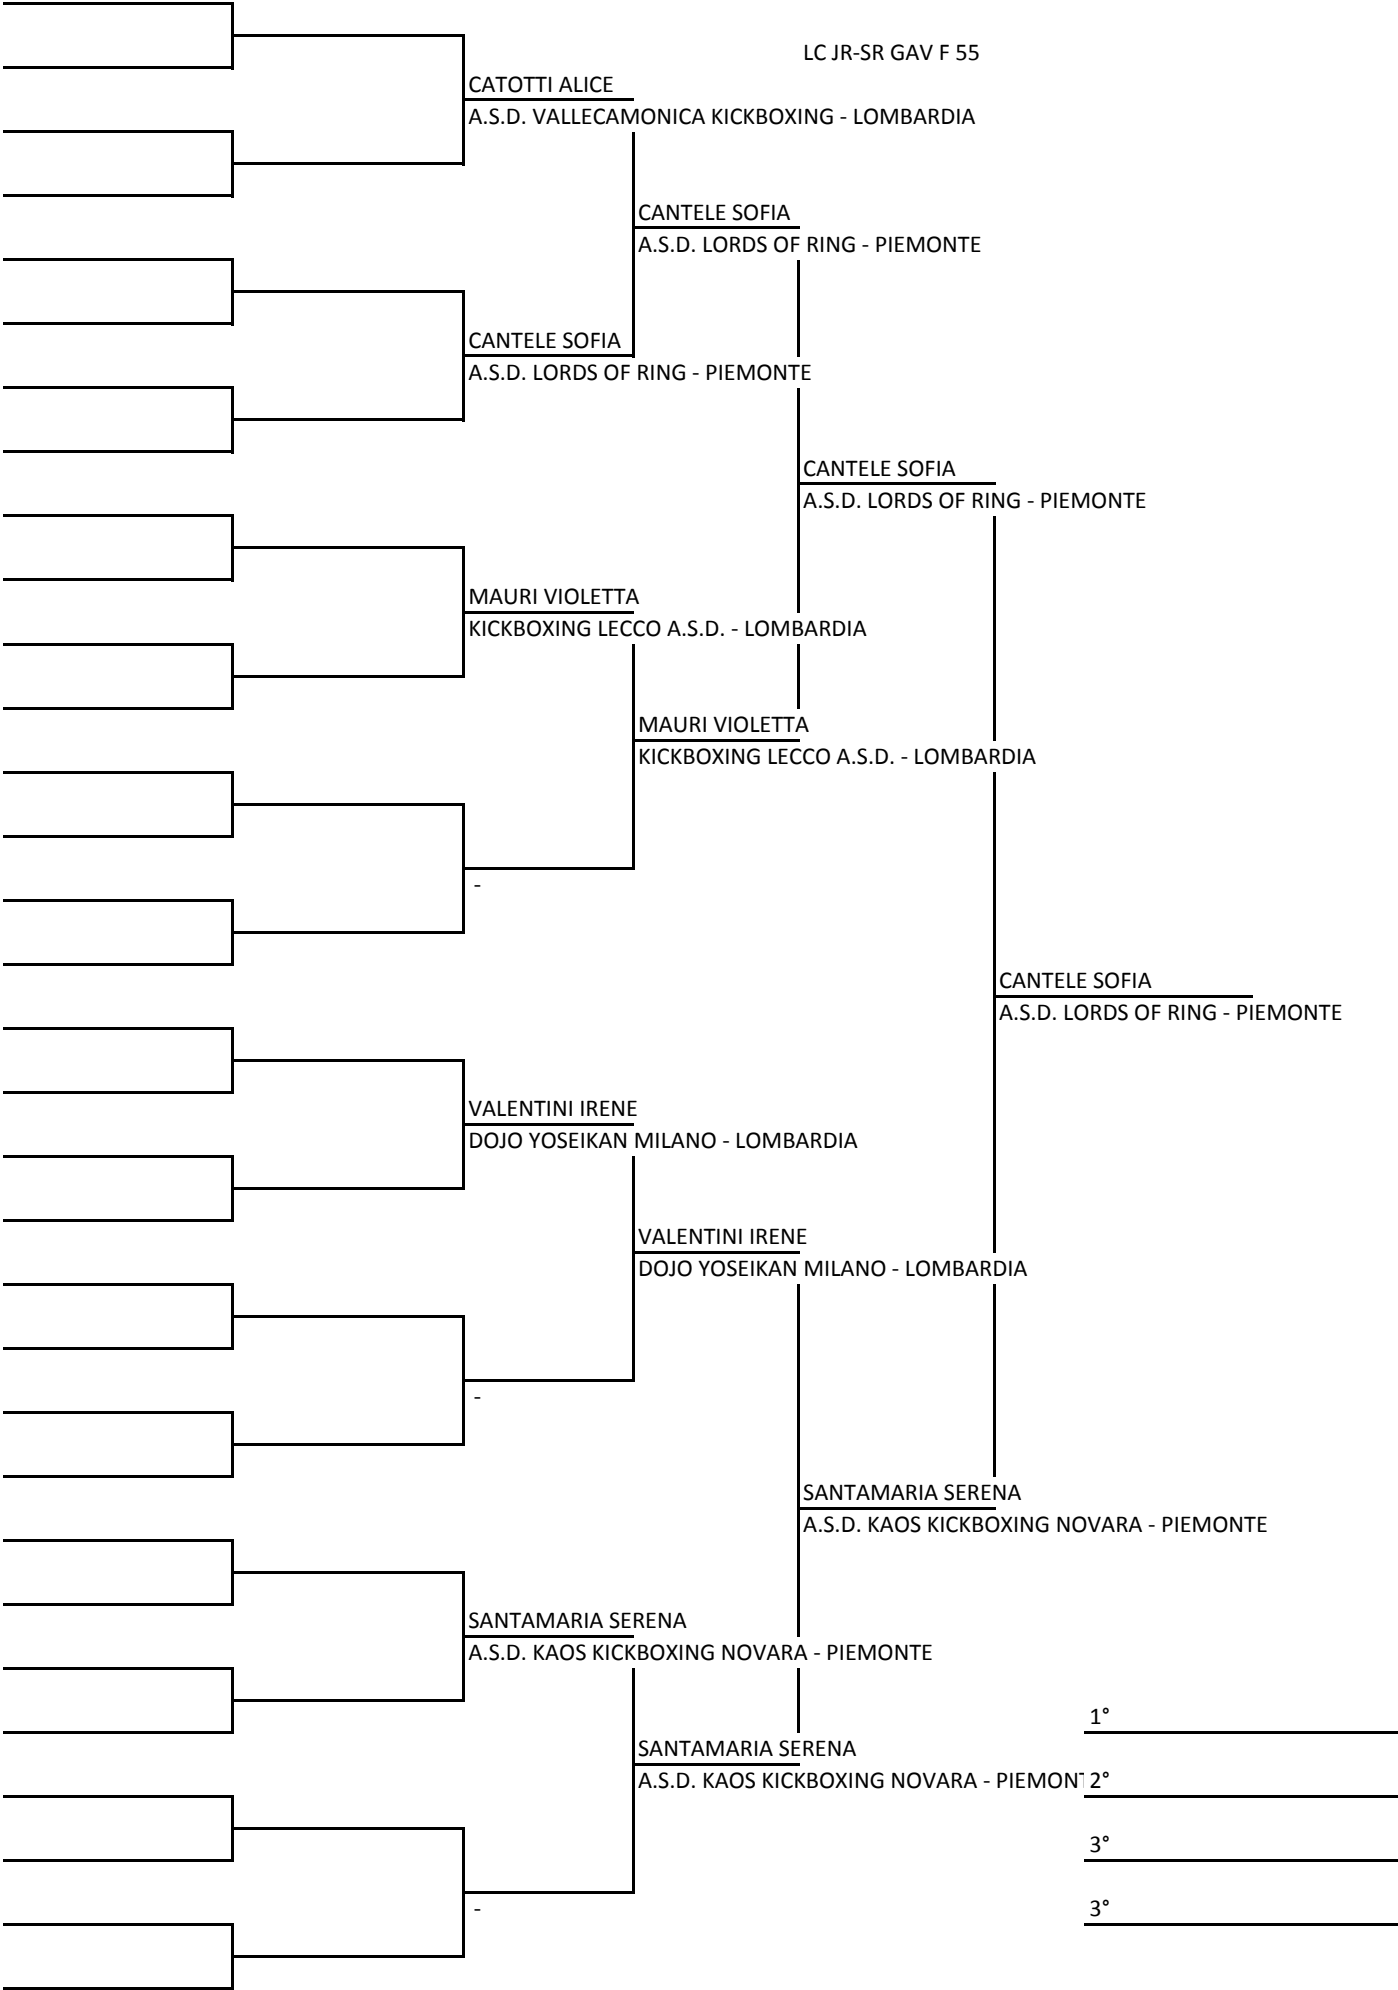 LC JR-SR GAV F 55
CATOTTI ALICE
A.S.D. VALLECAMONICA KICKBOXING - LOMBARDIA
CANTELE SOFIA
A.S.D. LORDS OF RING - PIEMONTE
CANTELE SOFIA
A.S.D. LORDS OF RING - PIEMONTE
CANTELE SOFIA
A.S.D. LORDS OF RING - PIEMONTE
MAURI VIOLETTA
KICKBOXING LECCO A.S.D. - LOMBARDIA
MAURI VIOLETTA
KICKBOXING LECCO A.S.D. - LOMBARDIA
-
CANTELE SOFIA
A.S.D. LORDS OF RING - PIEMONTE
VALENTINI IRENE
DOJO YOSEIKAN MILANO - LOMBARDIA
VALENTINI IRENE
DOJO YOSEIKAN MILANO - LOMBARDIA
-
SANTAMARIA SERENA
A.S.D. KAOS KICKBOXING NOVARA - PIEMONTE
SANTAMARIA SERENA
A.S.D. KAOS KICKBOXING NOVARA - PIEMONTE
1°
SANTAMARIA SERENA
A.S.D. KAOS KICKBOXING NOVARA - PIEMONT
2°
3°
-
3°